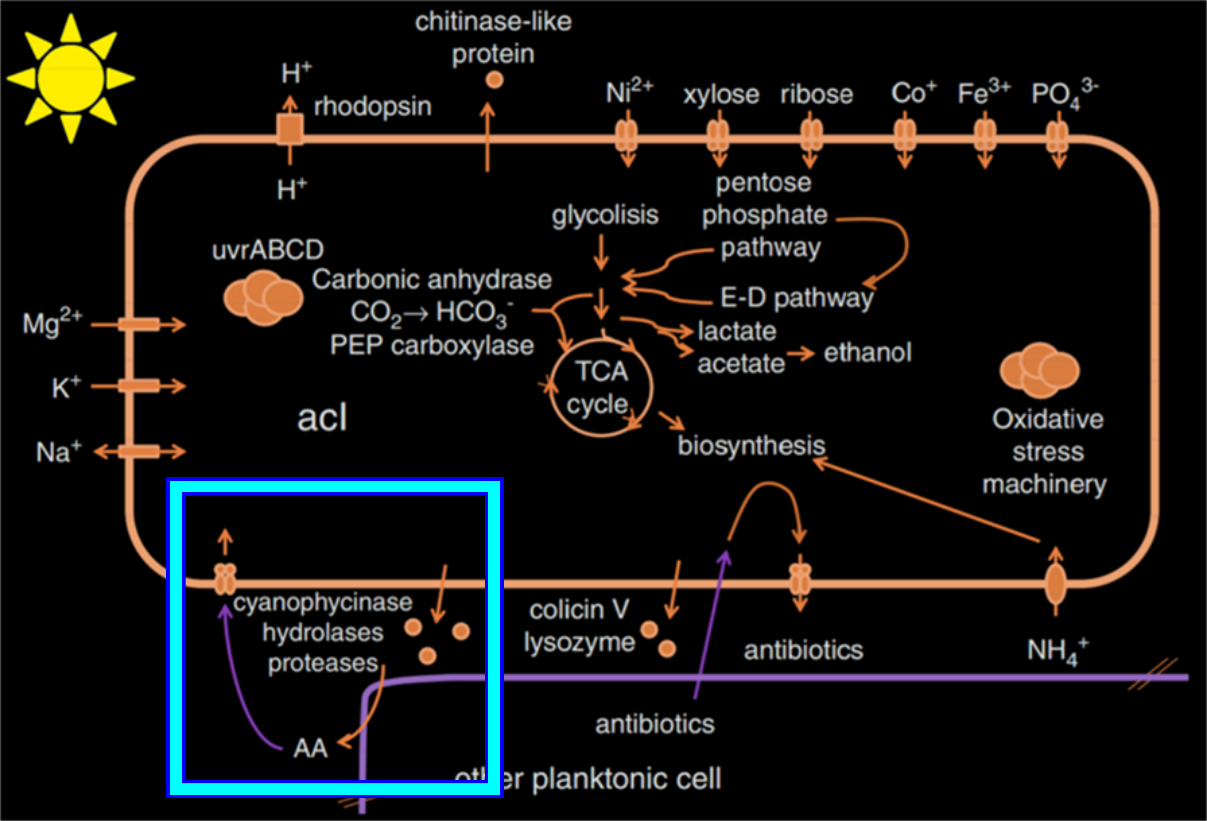 chitinase-like
protein
H⁺
rhodopsin
H⁺
Ni²⁺
xylose
ribose
Co⁺
Fe³⁺
PO₄³⁻
pentose
phosphate
pathway
glycolisis
uvrABCD
Carbonic anhydrase
CO₂→ HCO₃⁻
PEP carboxylase
E-D pathway
lactate
acetate
ethanol
Mg²⁺
K⁺
Na⁺
acI
TCA
cycle
biosynthesis
Oxidative
stress
machinery
cyanophycinase
hydrolases
proteases
colicin V
lysozyme
antibiotics
NH₄⁺
AA
antibiotics
other planktonic cell